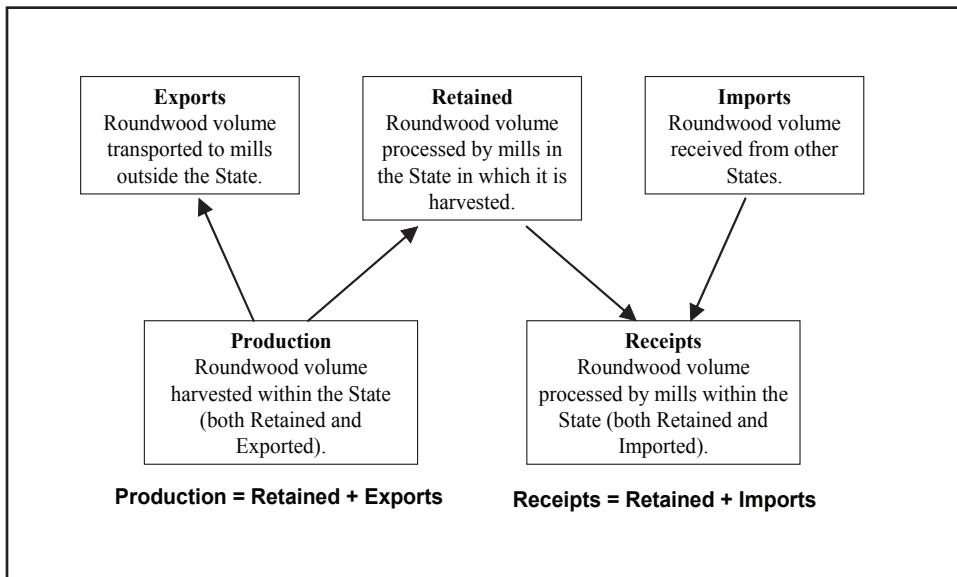 Exports
Roundwood volume
transported to mills
outside the State.
Retained
Roundwood volume
processed by mills in
the State in which it is
harvested.
Imports
Roundwood volume
received from other
States.
Production
Roundwood volume
harvested within the State
(both Retained and
Exported).
Receipts
Roundwood volume
processed by mills within the
State (both Retained and
Imported).
Production = Retained + Exports
Receipts = Retained + Imports